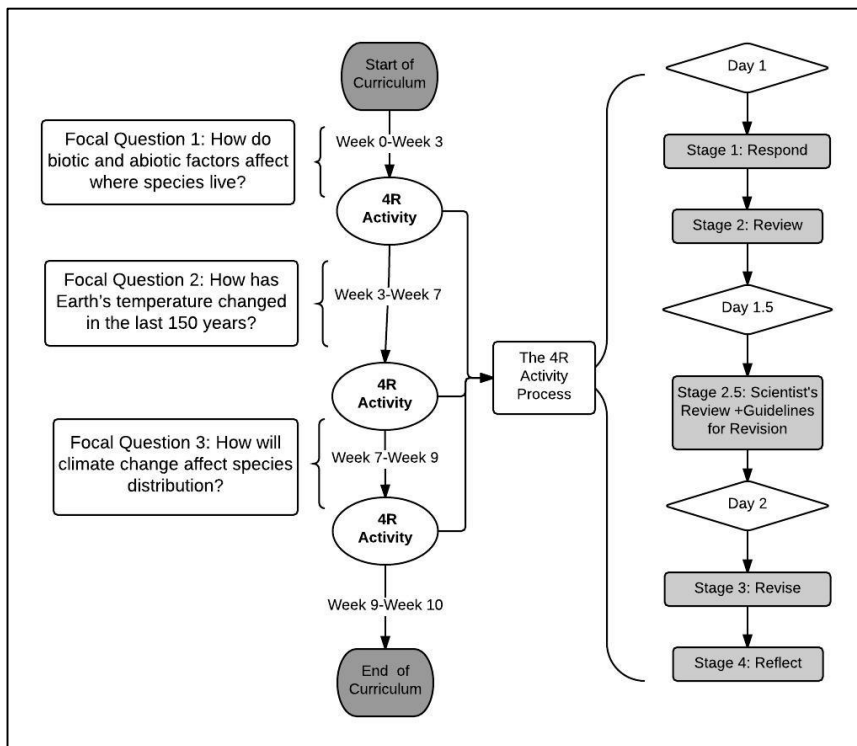 Start of
Curriculum
Focal Question 1: How do
biotic and abiotic factors affect
where species live?
Week 0-Week 3
4R
Activity
Focal Question 2: How has
Earth's temperature changed
in the last 150 years?
Week 3-Week 7
4R
Activity
Focal Question 3: How will
climate change affect species
distribution?
Week 7-Week 9
4R
Activity
Week 9-Week 10
End of
Curriculum
The 4R
Activity
Process
Day 1
Stage 1: Respond
Stage 2: Review
Day 1.5
Stage 2.5: Scientist's
Review +Guidelines
for Revision
Day 2
Stage 3: Revise
Stage 4: Reflect